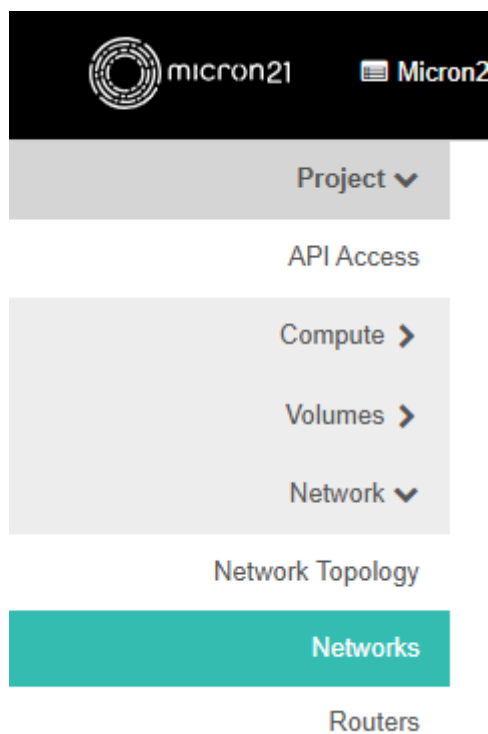 micron21
Micron2
Project
API Access
Compute
Volumes
Network
Network Topology
Networks
Routers